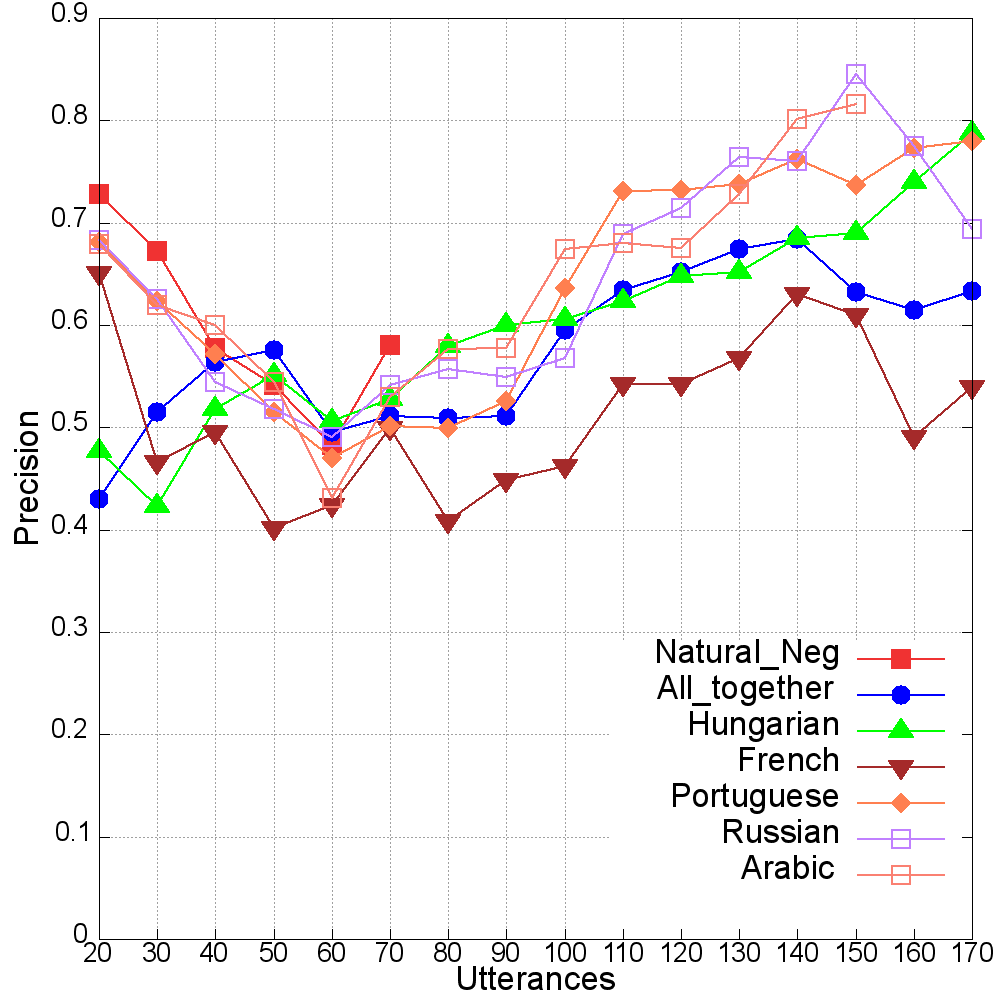 0.9
0.8
0.7
0.6
0.5
0.4
0.3
0.2
0.1
0
Precision
20 30 40 50 60 70 80 90 100 110 120 130 140 150 160 170
Utterances
Natural_Neg
All_together
Hungarian
French
Portuguese
Russian
Arabic